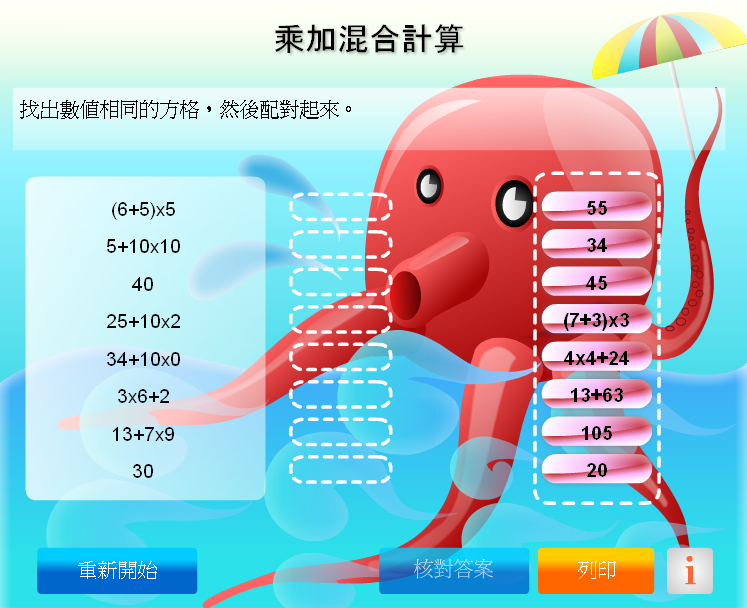 乘加混合計算
找出數值相同的方格，然後配對起來。
(6+5)x5
55
5+10x10
34
40
45
25+10x2
(7+3)x3
34+10x0
4x4+24
3x6+2
13+63
13+7x9
105
30
20
重新開始
核對答案
列印
i